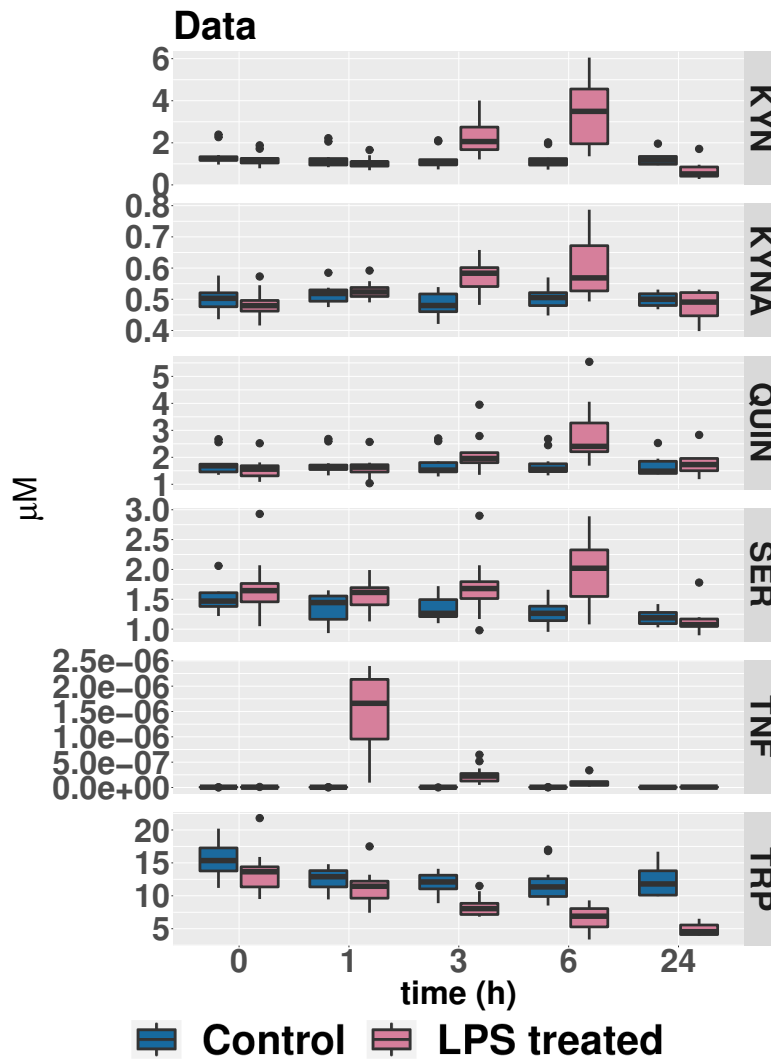 Data
6
4
2
0
KYN
0.8
0.7
0.6
0.5
0.4
KYNA
5
4
3
2
1
QUIN
μM
3.0
2.5
2.0
1.5
1.0
SER
2.5e−06
2.0e−06
1.5e−06
1.0e−06
5.0e−07
0.0e+00
TNF
20
15
10
5
TRP
0 1 3 6 24
time (h)
Control LPS treated